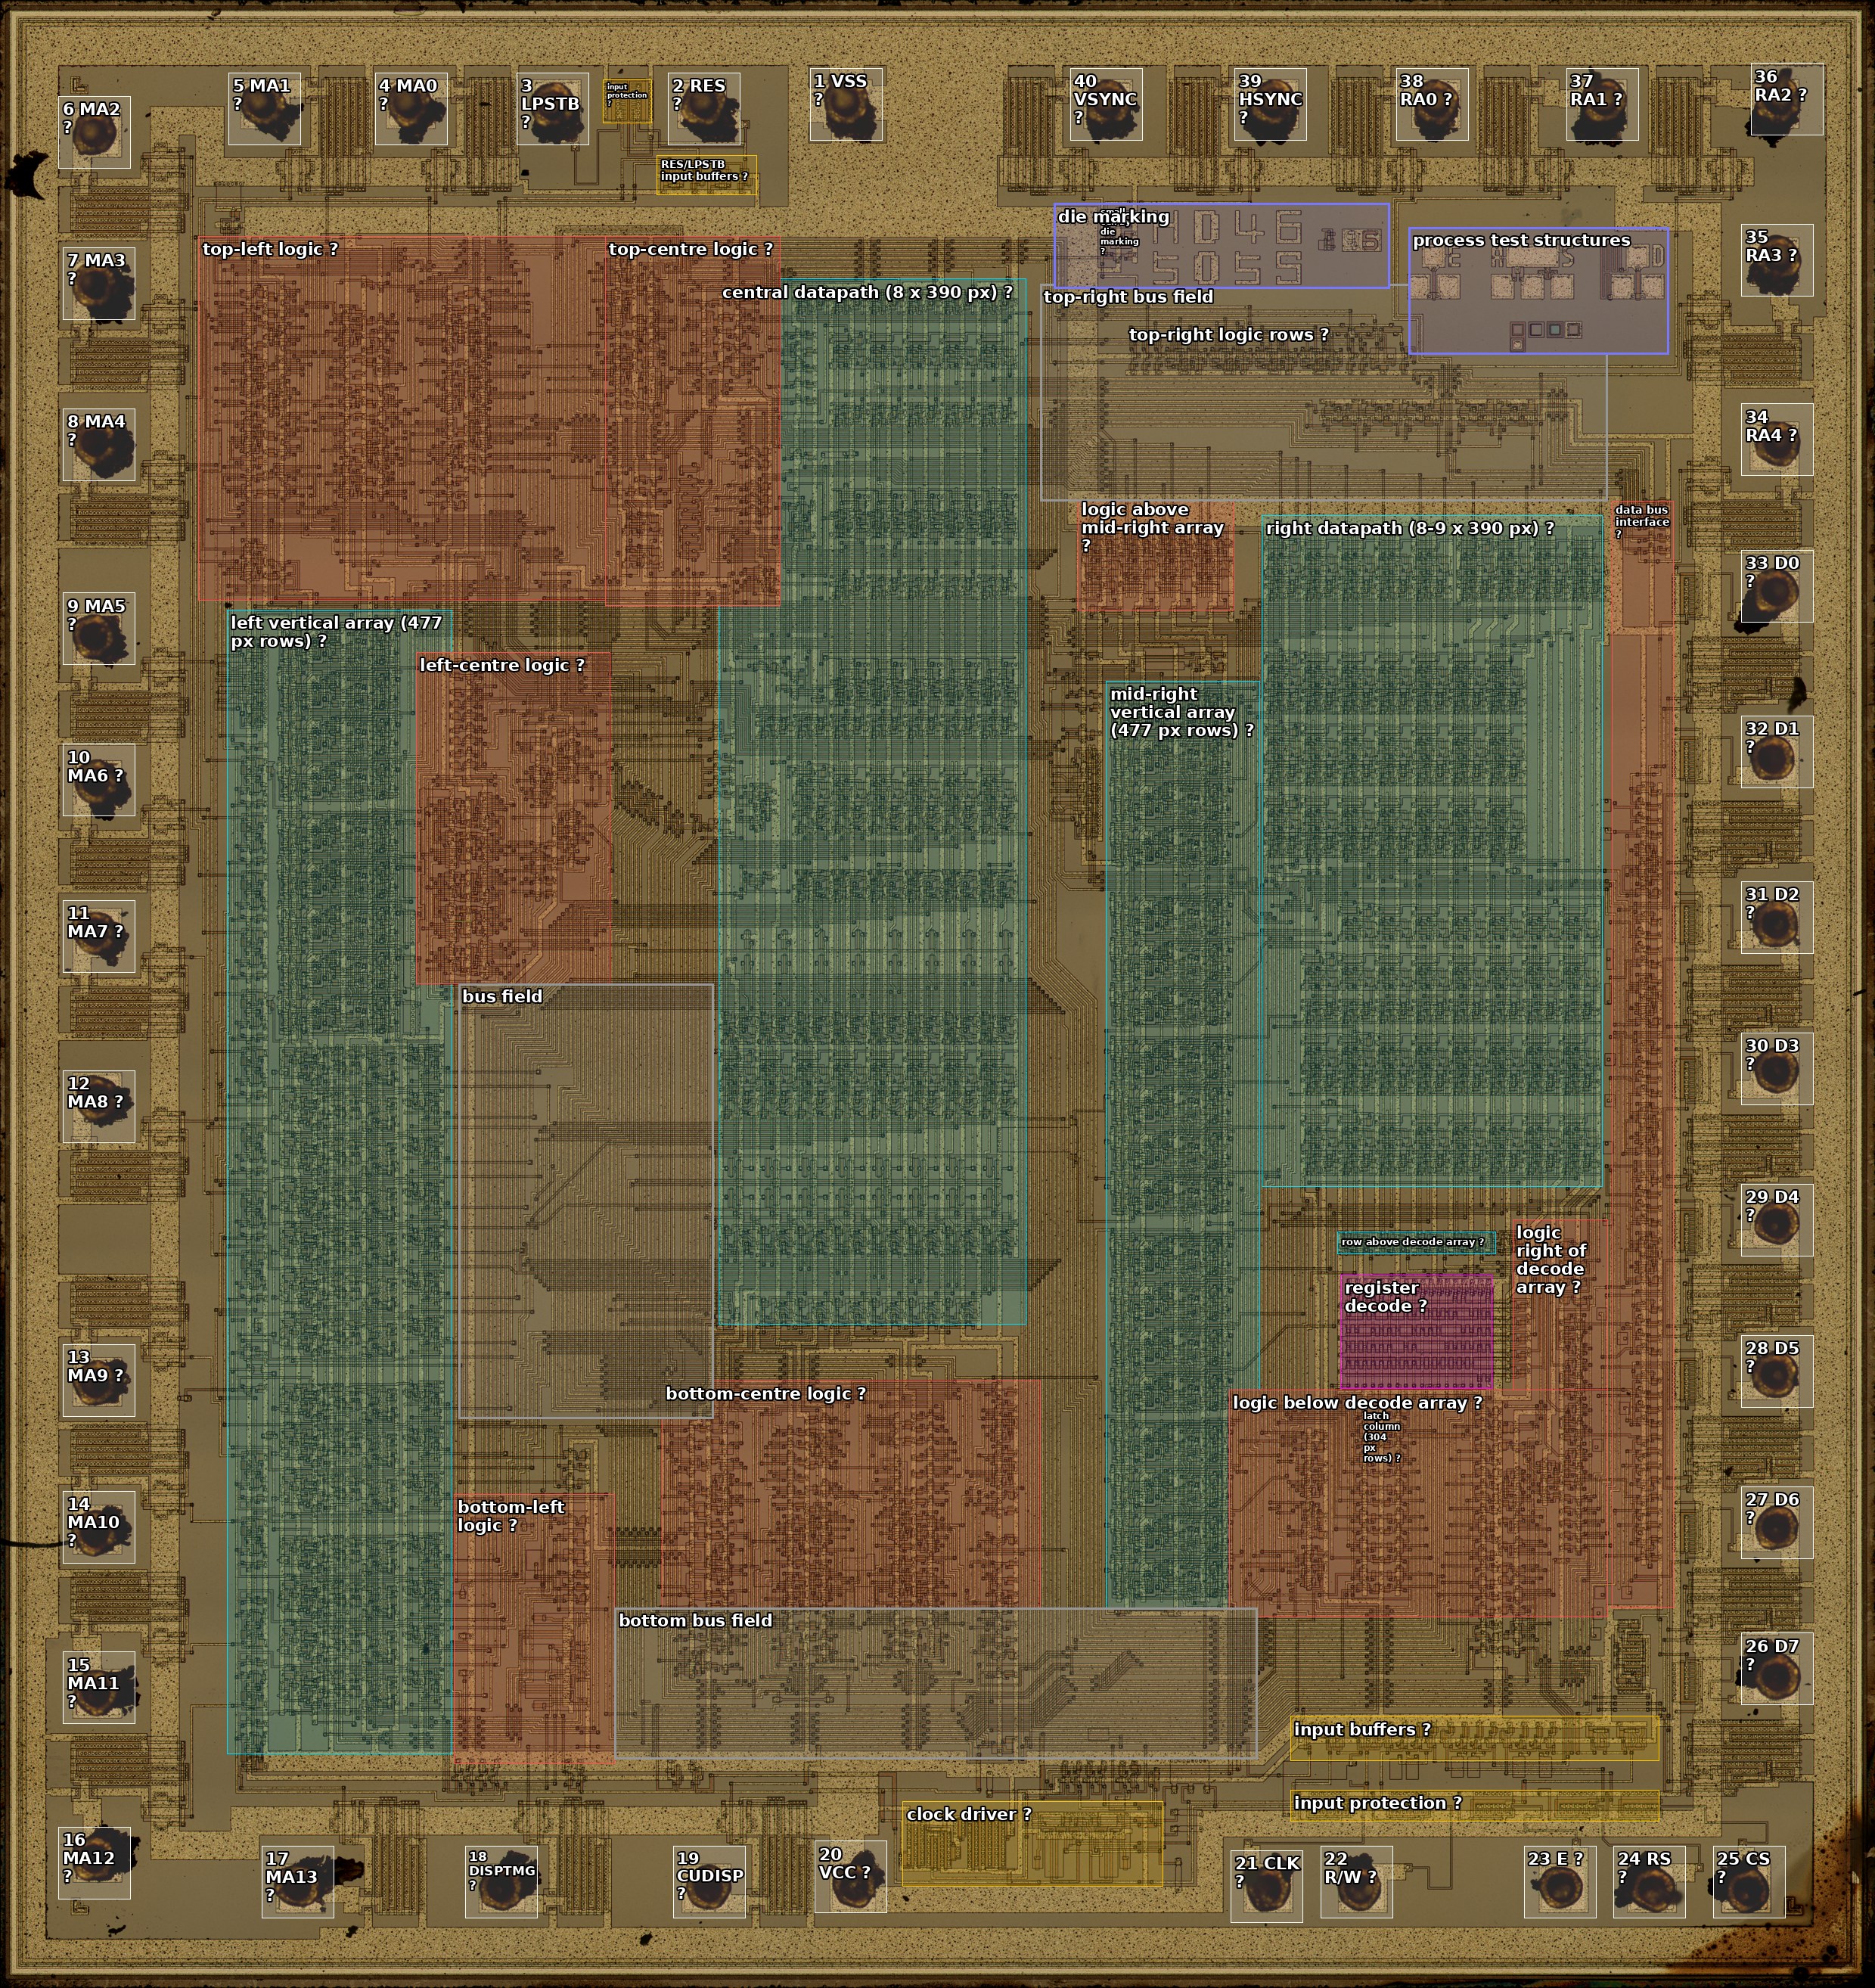 5 MA1
?
4 MA0
?
3
LPSTB
?
input
protection
?
2 RES
?
1 VSS
?
40
VSYNC
?
39
HSYNC
?
38
RA0 ?
37
RA1 ?
36
RA2 ?
6 MA2
?
RES/LPSTB
input buffers ?
die marking
die
marking
?
process test structures
35
RA3 ?
7 MA3
?
top-left logic ?
top-centre logic ?
central datapath (8 x 390 px) ?
top-right bus field
top-right logic rows ?
8 MA4
?
34
RA4 ?
logic above
mid-right array
?
right datapath (8-9 x 390 px) ?
data bus
interface
?
33 D0
?
9 MA5
?
left vertical array (477
px rows) ?
left-centre logic ?
mid-right
vertical array
(477 px rows) ?
32 D1
?
10
MA6 ?
11
MA7 ?
31 D2
?
bus field
30 D3
?
12
MA8 ?
29 D4
?
row above decode array ?
logic
right of
decode
array ?
register
decode ?
13
MA9 ?
28 D5
?
bottom-centre logic ?
logic below decode array ?
latch
column
(304
px
rows) ?
14
MA10
?
bottom-left
logic ?
27 D6
?
bottom bus field
15
MA11
?
26 D7
?
input buffers ?
input protection ?
clock driver ?
16
MA12
?
17
MA13
?
18
DISPTMG
?
19
CUDISP
?
20
VCC ?
21 CLK
?
22
R/W ?
23 E ?
24 RS
?
25 CS
?